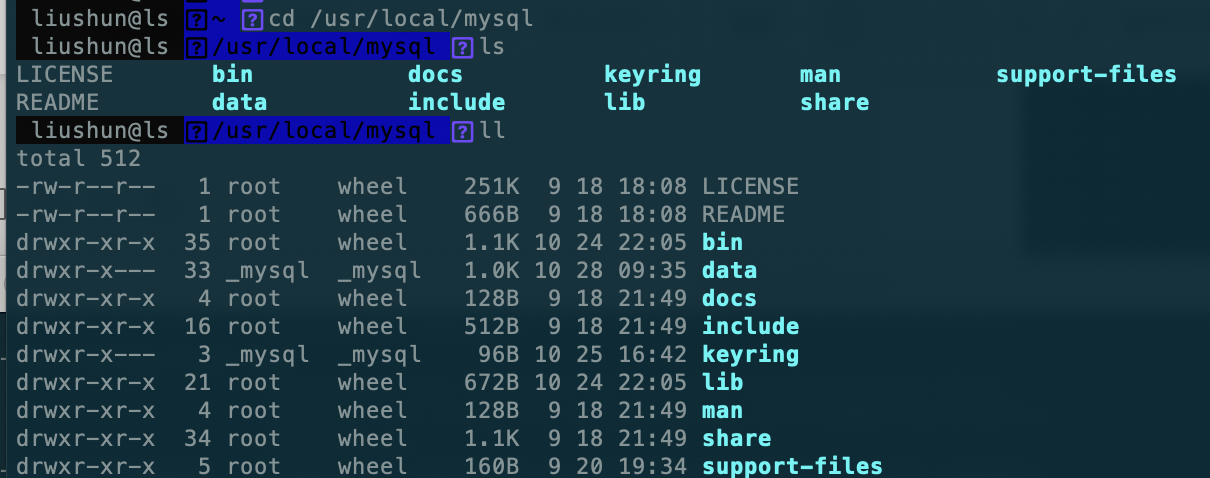 liushun@ls ~ cd /usr/local/mysql
liushun@ls /usr/local/mysql ls
LICENSE bin docs keyring man support-files
README data include lib share
liushun@ls /usr/local/mysql ll
total 512
-rw-r--r-- 1 root wheel 251K 9 18 18:08 LICENSE
-rw-r--r-- 1 root wheel 666B 9 18 18:08 README
drwxr-xr-x 35 root wheel 1.1K 10 24 22:05 bin
drwxr-x--- 33 _mysql _mysql 1.0K 10 28 09:35 data
drwxr-xr-x 4 root wheel 128B 9 18 21:49 docs
drwxr-xr-x 16 root wheel 512B 9 18 21:49 include
drwxr-x--- 3 _mysql _mysql 96B 10 25 16:42 keyring
drwxr-xr-x 21 root wheel 672B 10 24 22:05 lib
drwxr-xr-x 4 root wheel 128B 9 18 21:49 man
drwxr-xr-x 34 root wheel 1.1K 9 18 21:49 share
drwxr-xr-x 5 root wheel 160B 9 20 19:34 support-files